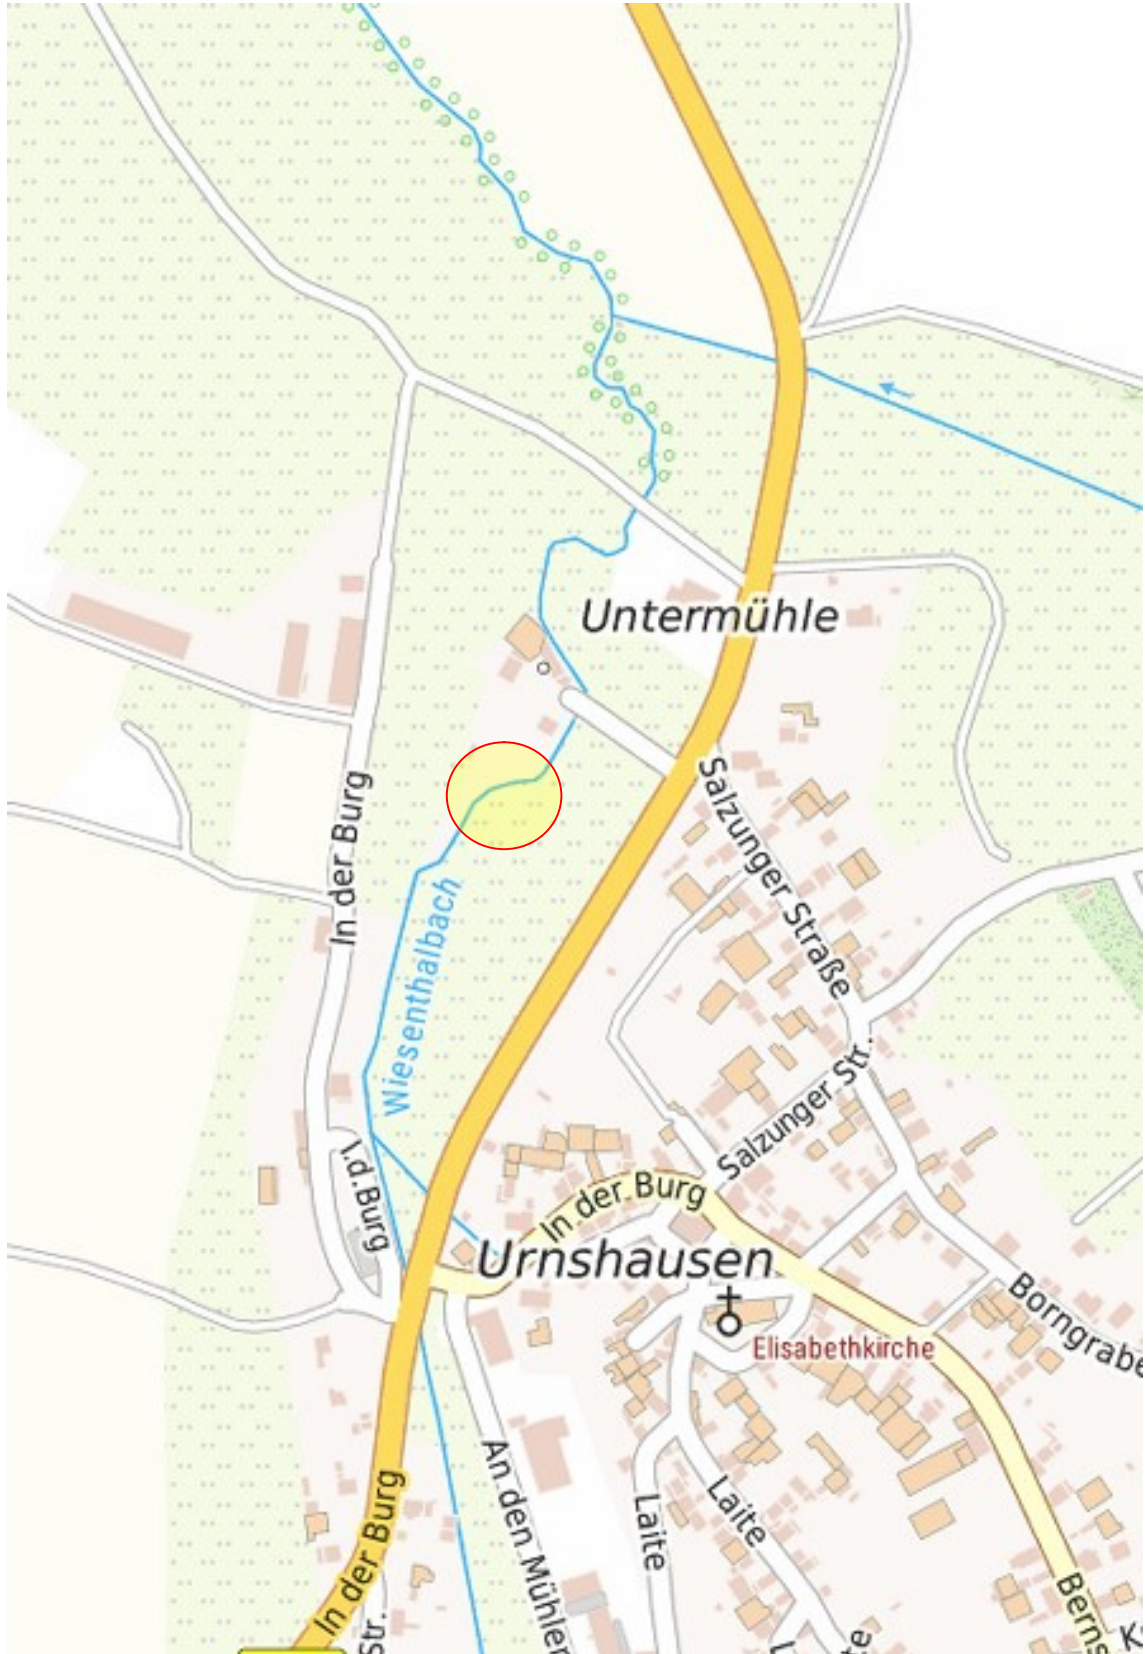 Untermühle
Salzunger Straße
In der Burg
Wiesenthalbach
Salzunger Str.
I.d.Burg
In der Burg
Urnshausen
Elisabethkirche
Borngrabe
An den Mühlen
Laite
Laite
In der Burg
Str.
Berns